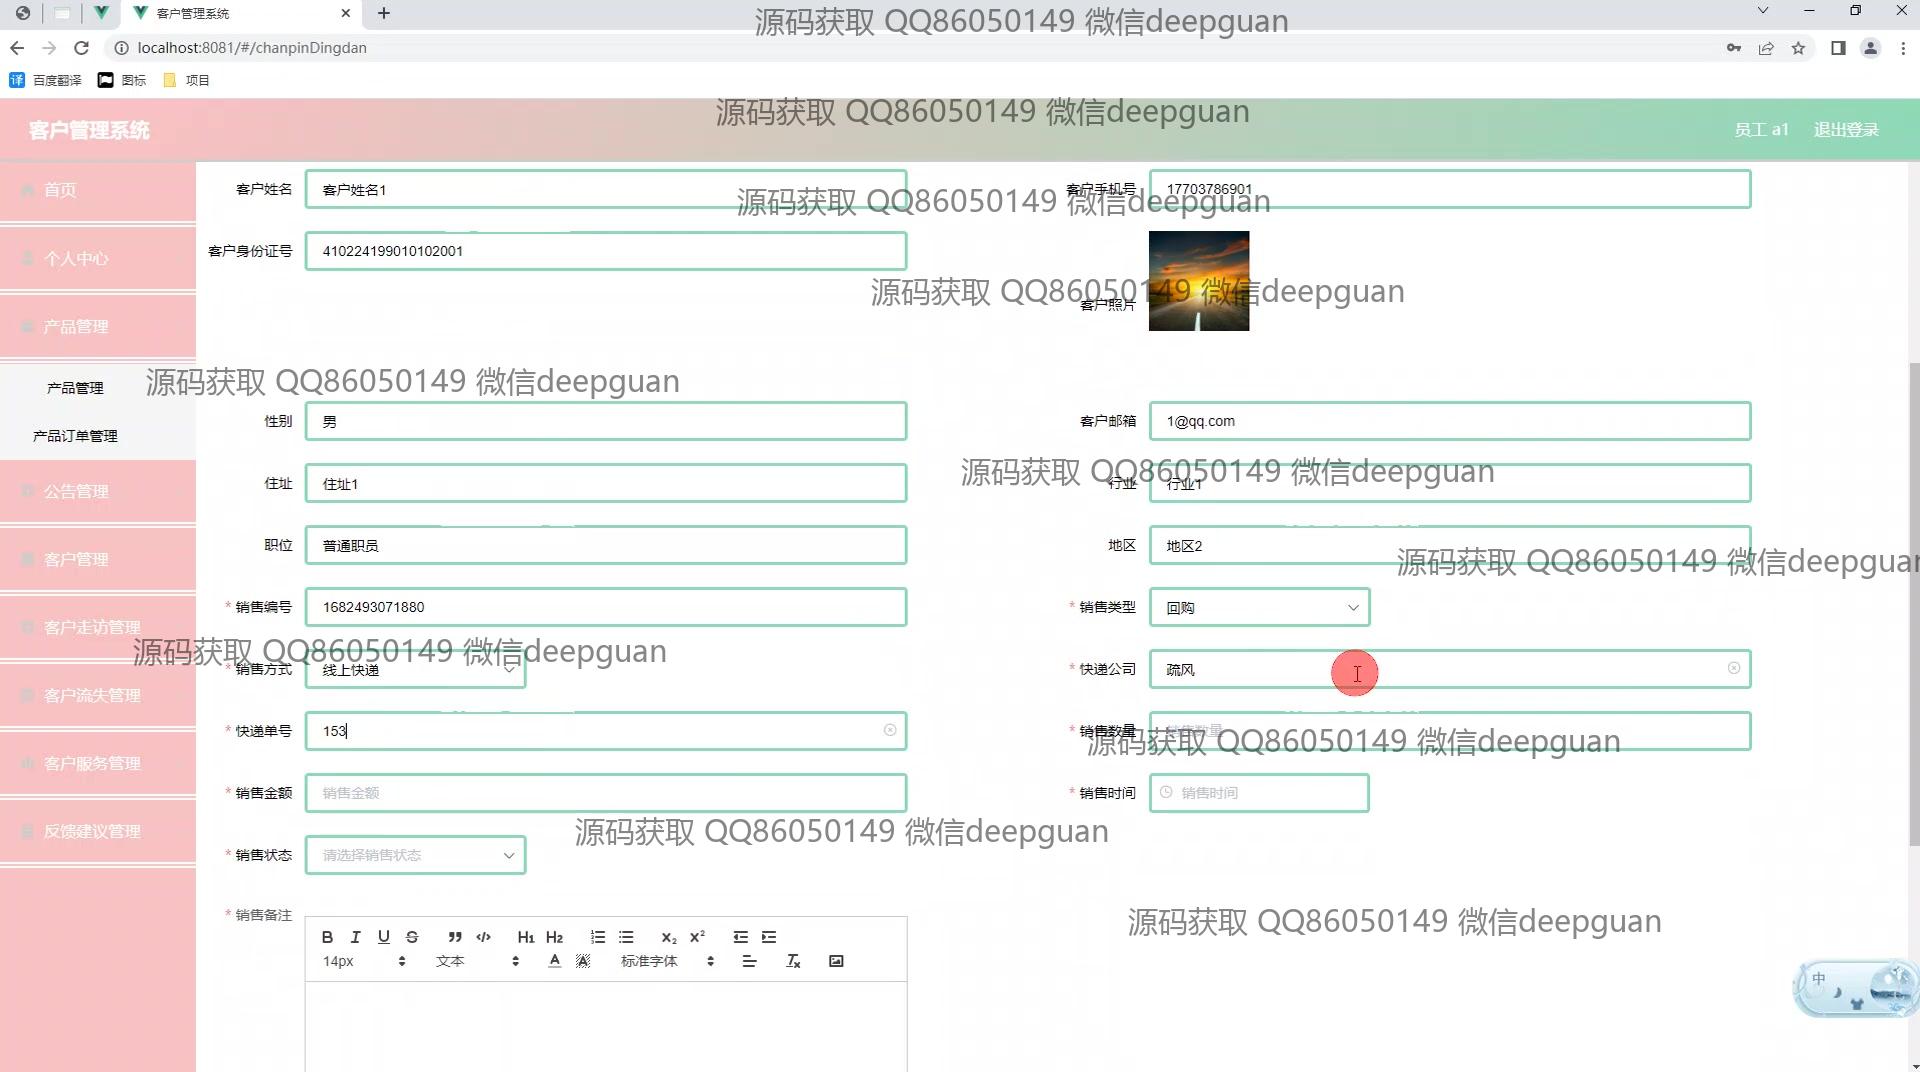 客户管理系统
源码获取 QQ86050149 微信deepguan
localhost:8081/#/chanpinDingdan
百度翻译 图标 项目
源码获取 QQ86050149 微信deepguan
客户管理系统 员工 a1 退出登录
首页
客户姓名 客户姓名1 客户手机号 17703786901
源码获取 QQ86050149 微信deepguan
个人中心
客户身份证号 410224199010102001
源码获取 QQ86050149 微信deepguan
客户照片
产品管理
产品管理
源码获取 QQ86050149 微信deepguan
产品订单管理
性别 男 客户邮箱 1@qq.com
源码获取 QQ86050149 微信deepguan
公告管理
住址 住址1 行业 行业1
客户管理
职位 普通职员 地区 地区2
源码获取 QQ86050149 微信deepguan
* 销售编号 1682493071880 * 销售类型 回购
客户走访管理
源码获取 QQ86050149 微信deepguan
* 销售方式 线上快递 * 快递公司 疏风
客户流失管理
* 快递单号 153 * 销售数量 销售数量
源码获取 QQ86050149 微信deepguan
客户服务管理
* 销售金额 销售金额 * 销售时间 销售时间
反馈建议管理
源码获取 QQ86050149 微信deepguan
* 销售状态 请选择销售状态
* 销售备注
源码获取 QQ86050149 微信deepguan
B I U S H1 H2 X2 X2
14px 文本 A A 标准字体 Tx
中